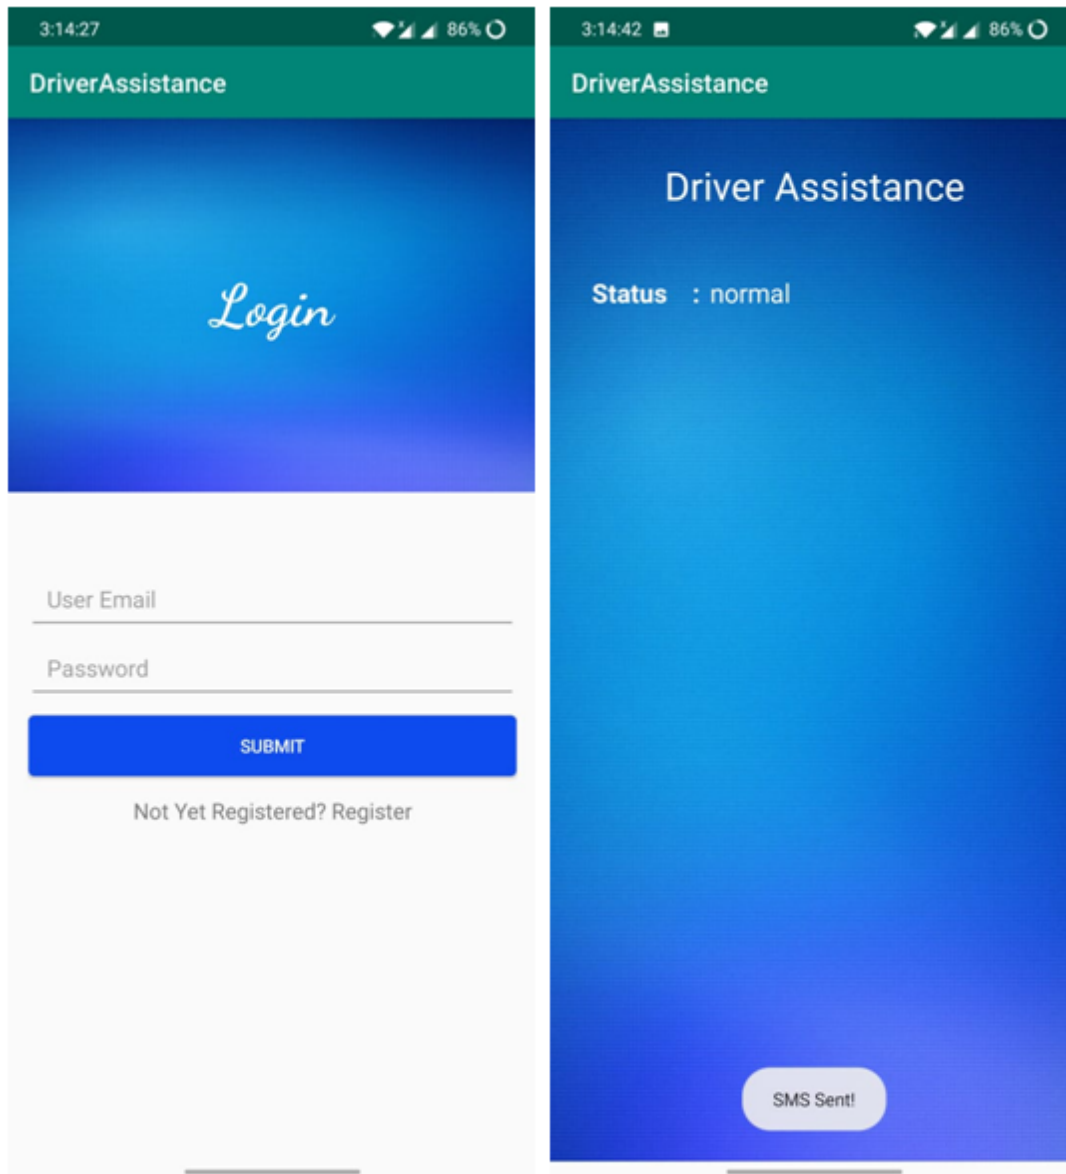 3:14:27
86%
DriverAssistance
Login
User Email
Password
SUBMIT
Not Yet Registered? Register
3:14:42
86%
DriverAssistance
Driver Assistance
Status : normal
SMS Sent!